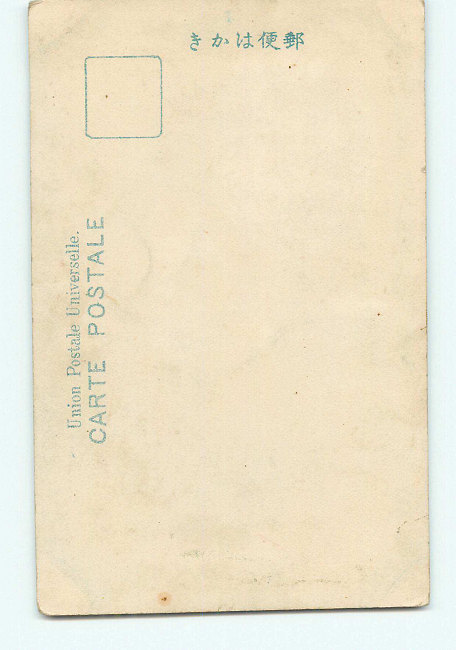 郵便はかき
Union Postale Universelle.
CARTE POSTALE